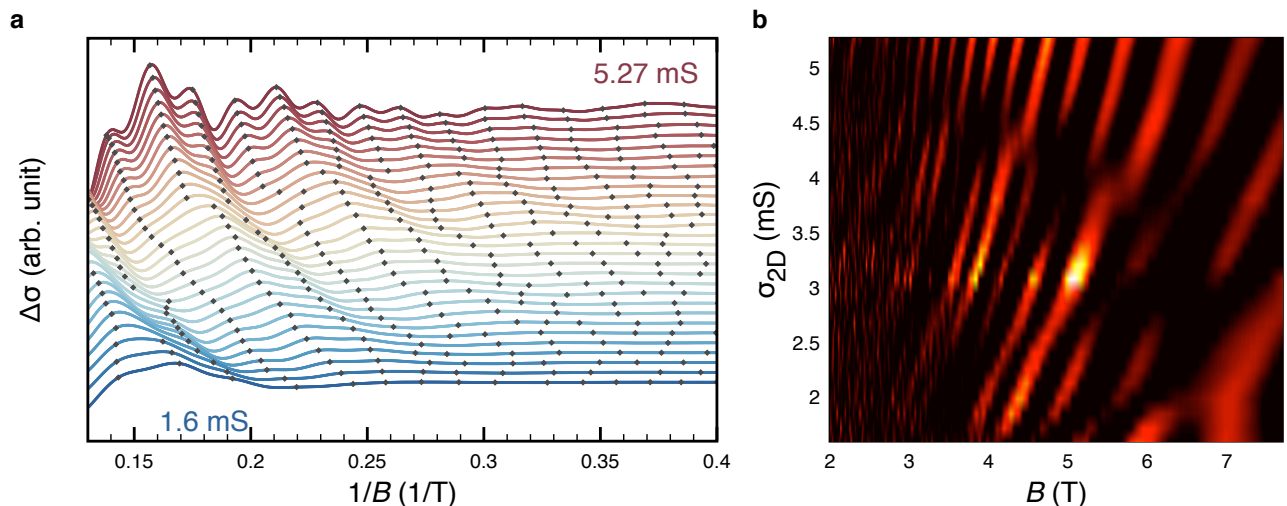 a
5.27 mS
1.6 mS
Δσ (arb. unit)
0.15 0.2 0.25 0.3 0.35 0.4
1/B (1/T)
b
5
4.5
4
3.5
3
2.5
2
σ2D (mS)
2 3 4 5 6 7
B (T)